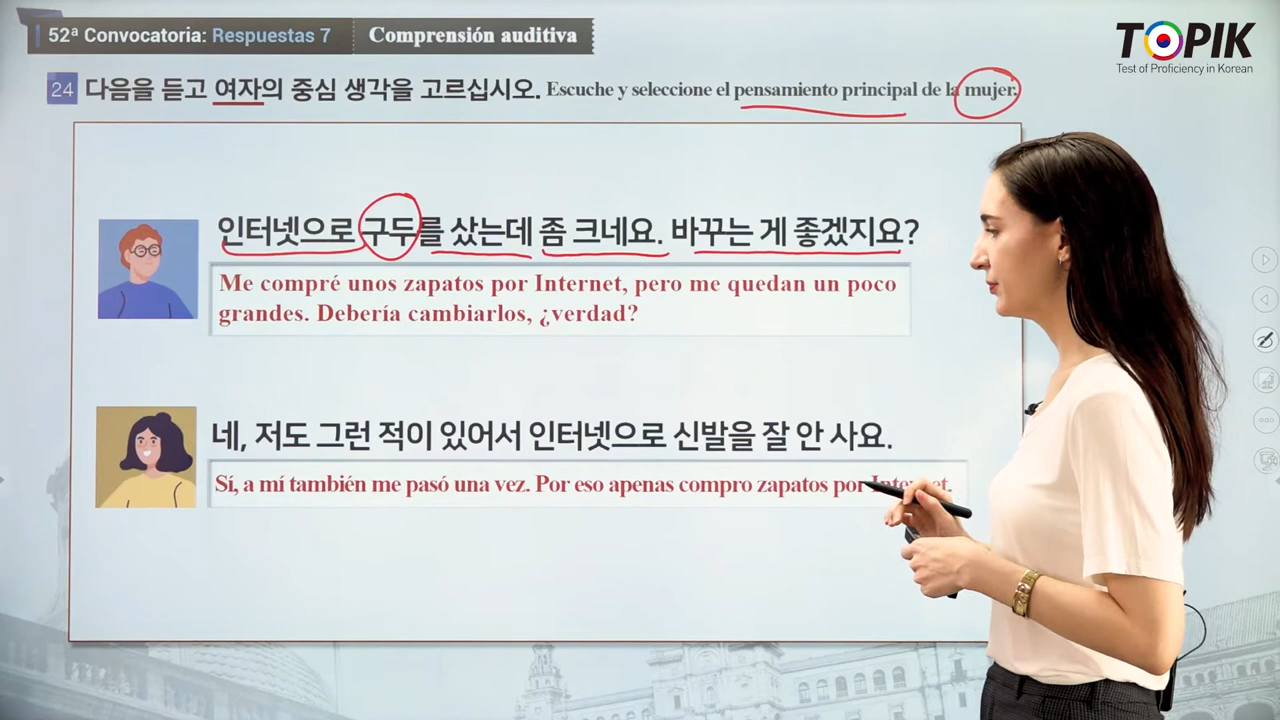 52ª Convocatoria: Respuestas 7 Comprensión auditiva
TOPIK
Test of Proficiency in Korean
24 다음을 듣고 여자의 중심 생각을 고르십시오. Escuche y seleccione el pensamiento principal de la mujer.
인터넷으로 구두를 샀는데 좀 크네요. 바꾸는 게 좋겠지요?
Me compré unos zapatos por Internet, pero me quedan un poco
grandes. Debería cambiarlos, ¿verdad?
네, 저도 그런 적이 있어서 인터넷으로 신발을 잘 안 사요.
Sí, a mí también me pasó una vez. Por eso apenas compro zapatos por Internet.